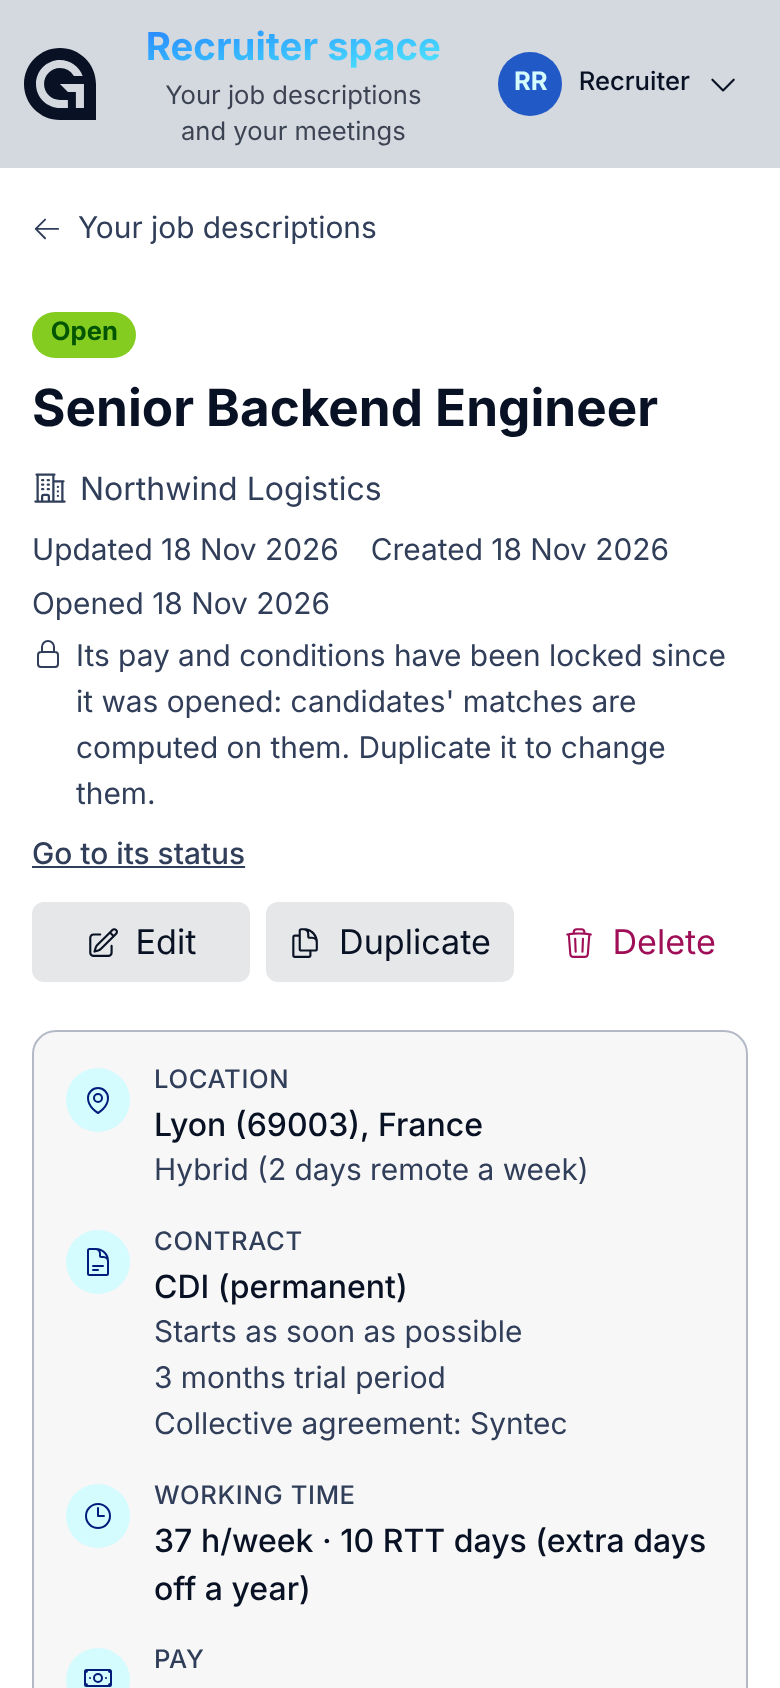 Recruiter space
Your job descriptions
and your meetings
RR
Recruiter
Your job descriptions
Open
Senior Backend Engineer
Northwind Logistics
Updated 18 Nov 2026 Created 18 Nov 2026
Opened 18 Nov 2026
Its pay and conditions have been locked since
it was opened: candidates' matches are
computed on them. Duplicate it to change
them.
Go to its status
Edit Duplicate Delete
LOCATION
Lyon (69003), France
Hybrid (2 days remote a week)
CONTRACT
CDI (permanent)
Starts as soon as possible
3 months trial period
Collective agreement: Syntec
WORKING TIME
37 h/week · 10 RTT days (extra days
off a year)
PAY